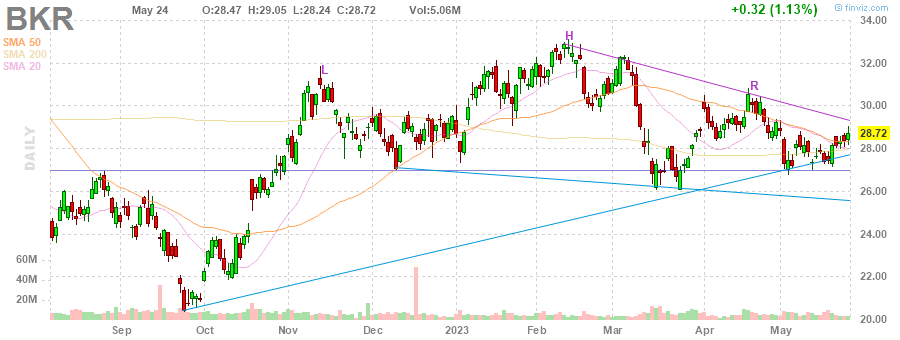 BKR May 24 O:28.47 H:29.05 L:28.24 C:28.72 Vol:5.06M +0.32 (1.13%) finviz.com
SMA 50
SMA 200
SMA 20
DAILY
L
H
R
34.00
32.00
30.00
28.72
28.00
26.00
24.00
22.00
20.00
60M
40M
20M
Sep Oct Nov Dec 2023 Feb Mar Apr May